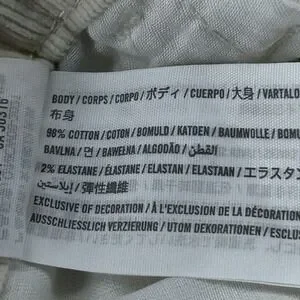 BODY / CORPS / CORPO / ボディ / CUERPO / 大身 / VARTALO
布身
98% COTTON / COTON / BOMULD / KATOEN / BAUMWOLLE / BOMU
BAVLNA / 면 / BAWEŁNA / ALGODÃO / القطن
2% ELASTANE / ÉLASTANE / ELASTAN / ELASTAAN / エラスタン
إيلاستين / 彈性纖維
EXCLUSIVE OF DECORATION / À L'EXCLUSION DE LA DÉCORATION
AUSSCHLIESSLICH VERZIERUNG / UTOM DEKORATIONEN / ESCLUS